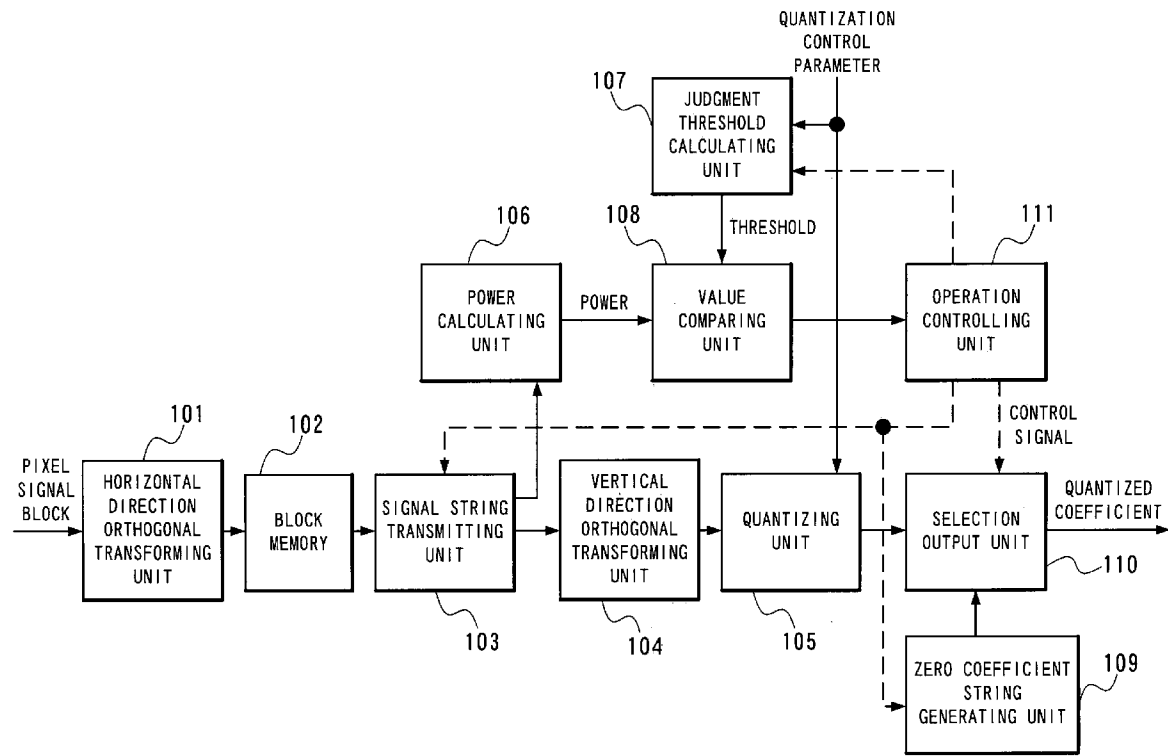 QUANTIZATION
CONTROL
PARAMETER
107
JUDGMENT
THRESHOLD
CALCULATING
UNIT
106
108
THRESHOLD
111
POWER
CALCULATING
UNIT
POWER
VALUE
COMPARING
UNIT
OPERATION
CONTROLLING
UNIT
101
102
CONTROL
SIGNAL
PIXEL
SIGNAL
BLOCK
HORIZONTAL
DIRECTION
ORTHOGONAL
TRANSFORMING
UNIT
BLOCK
MEMORY
SIGNAL STRING
TRANSMITTING
UNIT
VERTICAL
DIRECTION
ORTHOGONAL
TRANSFORMING
UNIT
QUANTIZING
UNIT
SELECTION
OUTPUT UNIT
QUANTIZED
COEFFICIENT
103
104
105
110
ZERO COEFFICIENT
STRING
GENERATING UNIT
109